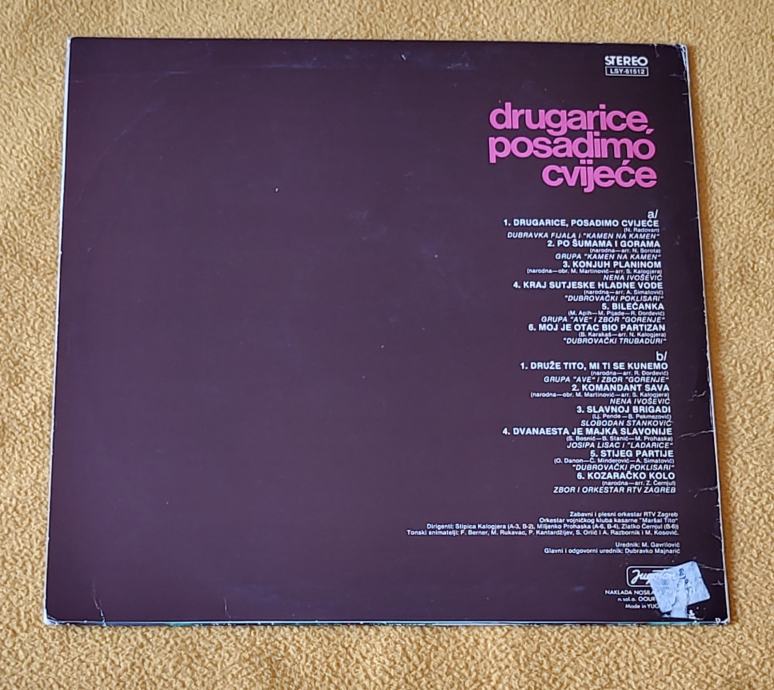 STEREO
LSY-61512
drugarice,
posadimo
cvijeće
a/
1. DRUGARICE, POSADIMO CVIJEĆE
(N. Radovan)
DUBRAVKA FIJALA I "KAMEN NA KAMEN"
2. PO ŠUMAMA I GORAMA
(narodna—arr. N. Sorota)
GRUPA "KAMEN NA KAMEN"
3. KONJUH PLANINOM
(narodna—obr. M. Martinović—arr. S. Kalogjera)
NENA IVOŠEVIĆ
4. KRAJ SUTJESKE HLADNE VODE
(narodna—arr. A. Simatović)
"DUBROVAČKI POKLISARI"
5. BILEĆANKA
(M. Apih—M. Pijade—R. Đorđević)
GRUPA "AVE" I ZBOR "GORENJE"
6. MOJ JE OTAC BIO PARTIZAN
(B. Karakaš—arr. N. Kalogjera)
"DUBROVAČKI TRUBADURI"
b/
1. DRUŽE TITO, MI TI SE KUNEMO
(narodna—arr. R. Đorđević)
GRUPA "AVE" I ZBOR "GORENJE"
2. KOMANDANT SAVA
(narodna—obr. M. Martinović—arr. S. Kalogjera)
NENA IVOŠEVIĆ
3. SLAVNOJ BRIGADI
(Lj. Pende—B. Pekmezović)
SLOBODAN STANKOVIĆ
4. DVANAESTA JE MAJKA SLAVONIJE
(S. Bosnić—B. Stanić—M. Prohaska)
JOSIPA LISAC I "LADARICE"
5. STIJEG PARTIJE
(O. Danon—Č. Minderović—A. Simatović)
"DUBROVAČKI POKLISARI"
6. KOZARAČKO KOLO
(narodna—arr. Z. Černjul)
ZBOR I ORKESTAR RTV ZAGREB
Zabavni i plesni orkestar RTV Zagreb
Orkestar vojničkog kluba kasarne "Maršal Tito"
Dirigenti: Stipica Kalogjera (A-3, B-2), Miljenko Prohaska (A-6, B-4), Zlatko Černjul (B-6))
Tonski snimatelji: F. Berner, M. Rukavac, P. Kantardžijev, S. Orlić i A. Razbornik i M. Kosović.
Urednik: M. Gavrilović
Glavni i odgovorni urednik: Dubravko Majnarić
NAKLADA
n. sol. o.
Made in